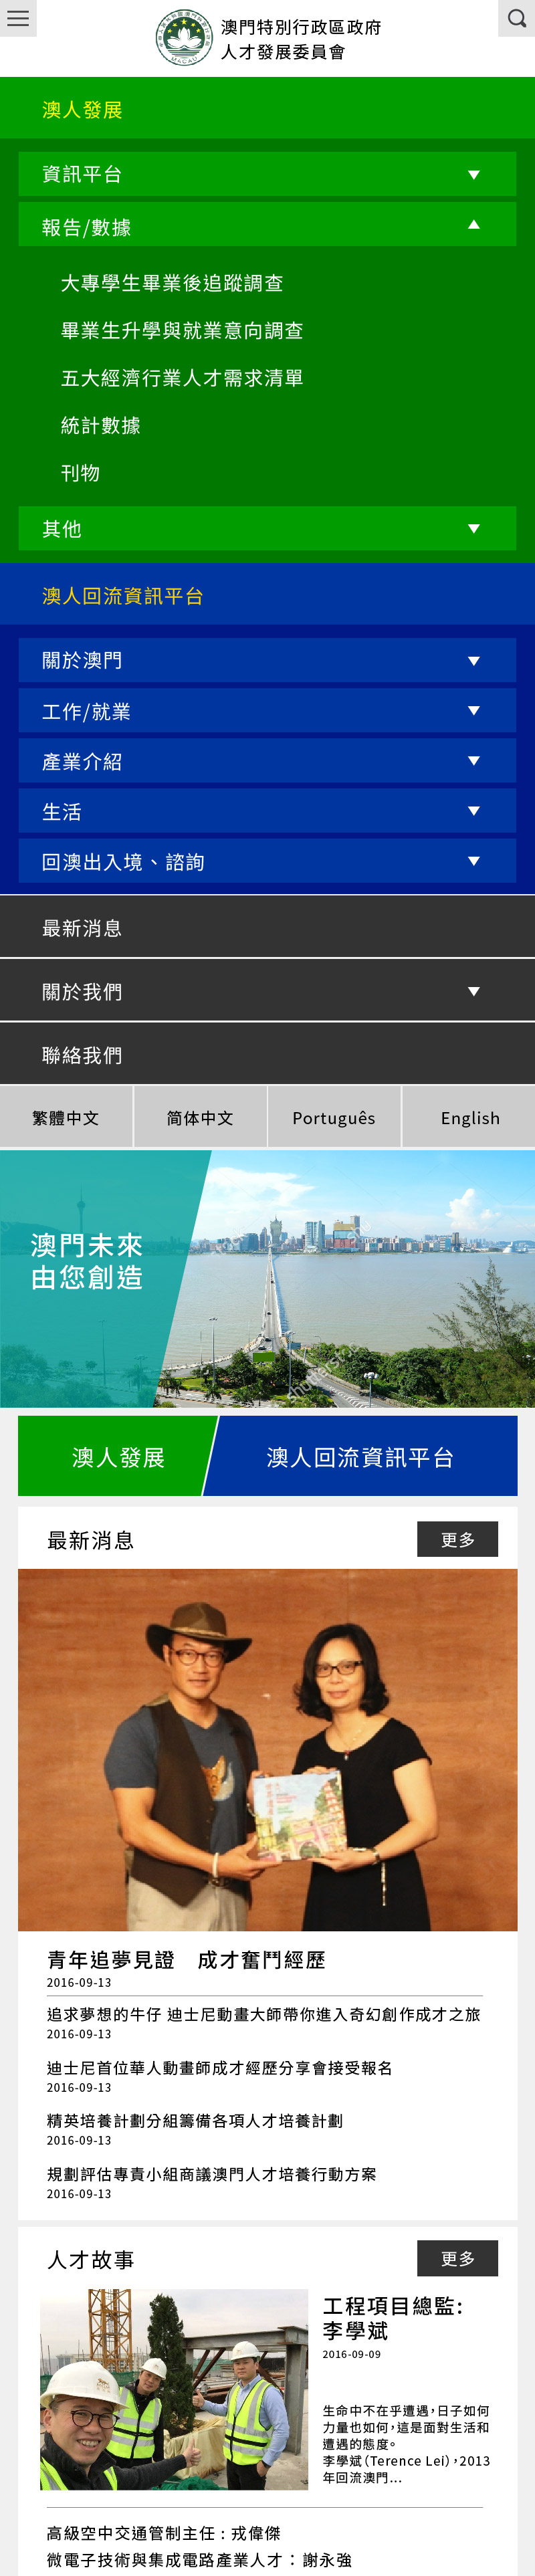 澳門特別行政區政府
人才發展委員會
MACAU
澳人發展
資訊平台
報告/數據
大專學生畢業後追蹤調查
畢業生升學與就業意向調查
五大經濟行業人才需求清單
統計數據
刊物
其他
澳人回流資訊平台
關於澳門
工作/就業
產業介紹
生活
回澳出入境、諮詢
最新消息
關於我們
聯絡我們
繁體中文
简体中文
Português
English
澳門未來
由您創造
澳人發展
澳人回流資訊平台
最新消息
更多
青年追夢見證　成才奮鬥經歷
2016-09-13
追求夢想的牛仔 迪士尼動畫大師帶你進入奇幻創作成才之旅
2016-09-13
迪士尼首位華人動畫師成才經歷分享會接受報名
2016-09-13
精英培養計劃分組籌備各項人才培養計劃
2016-09-13
規劃評估專責小組商議澳門人才培養行動方案
2016-09-13
人才故事
更多
工程項目總監:
李學斌
2016-09-09
生命中不在乎遭遇，日子如何
力量也如何，這是面對生活和
遭遇的態度。
李學斌（Terence Lei），2013
年回流澳門...
高級空中交通管制主任 : 戎偉傑
微電子技術與集成電路產業人才 ： 謝永強